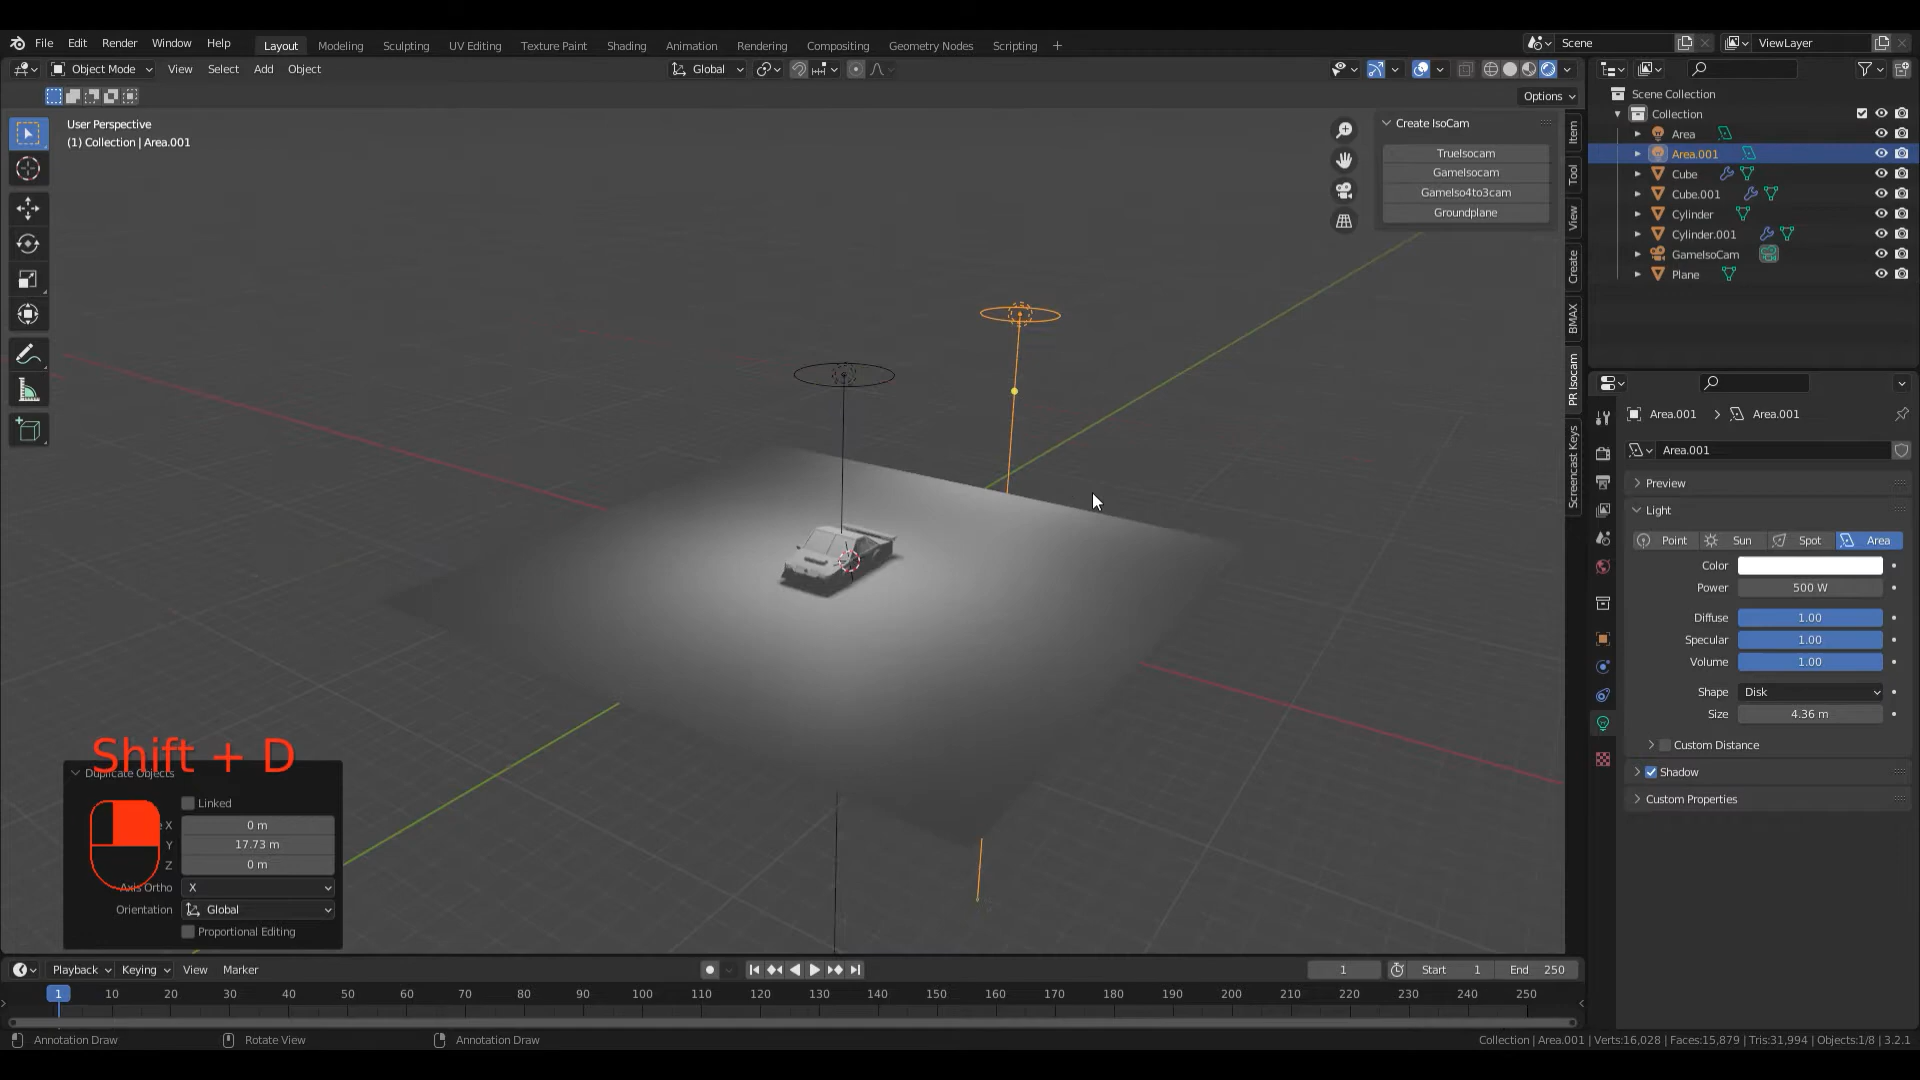 File Edit Render Window Help Layout Modeling Sculpting UV Editing Texture Paint Shading Animation Rendering Compositing Geometry Nodes Scripting + Scene ViewLayer
Object Mode View Select Add Object Global
Options
User Perspective
(1) Collection | Area.001
Create IsoCam
TrueIsocam
GameIsocam
GameIso4to3cam
Groundplane
Item
Tool
View
Create
BMAX
PR Isocam
Screencast Keys
Scene Collection
Collection
Area
Area.001
Cube
Cube.001
Cylinder
Cylinder.001
GameIsoCam
Plane
Area.001 > Area.001
Area.001
Preview
Light
Point Sun Spot Area
Color
Power 500 W
Diffuse 1.00
Specular 1.00
Volume 1.00
Shape Disk
Size 4.36 m
Custom Distance
Shadow
Custom Properties
Shift + D
Duplicate Objects
Linked
X 0 m
Y 17.73 m
Z 0 m
Axis Ortho X
Orientation Global
Proportional Editing
Playback Keying View Marker 1 Start 1 End 250
1 10 20 30 40 50 60 70 80 90 100 110 120 130 140 150 160 170 180 190 200 210 220 230 240 250
Annotation Draw Rotate View Annotation Draw Collection | Area.001 | Verts:16,028 | Faces:15,879 | Tris:31,994 | Objects:1/8 | 3.2.1